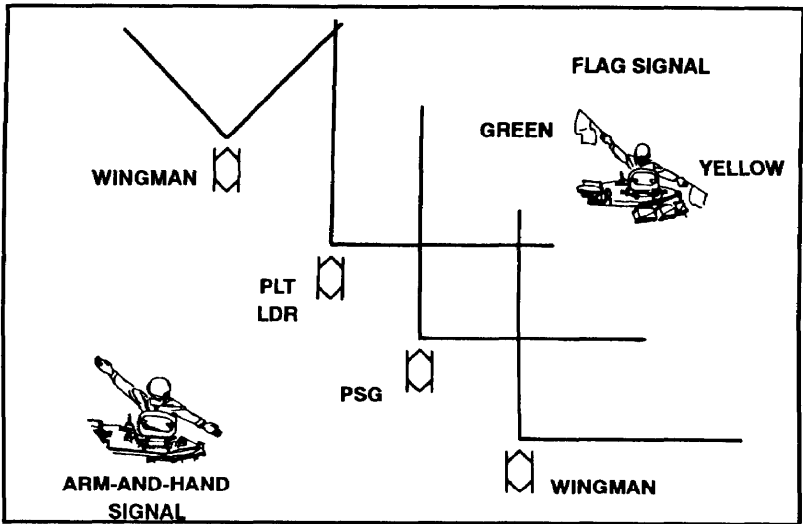 FLAG SIGNAL
GREEN
YELLOW
WINGMAN
PLT
LDR
PSG
WINGMAN
ARM-AND-HAND
SIGNAL